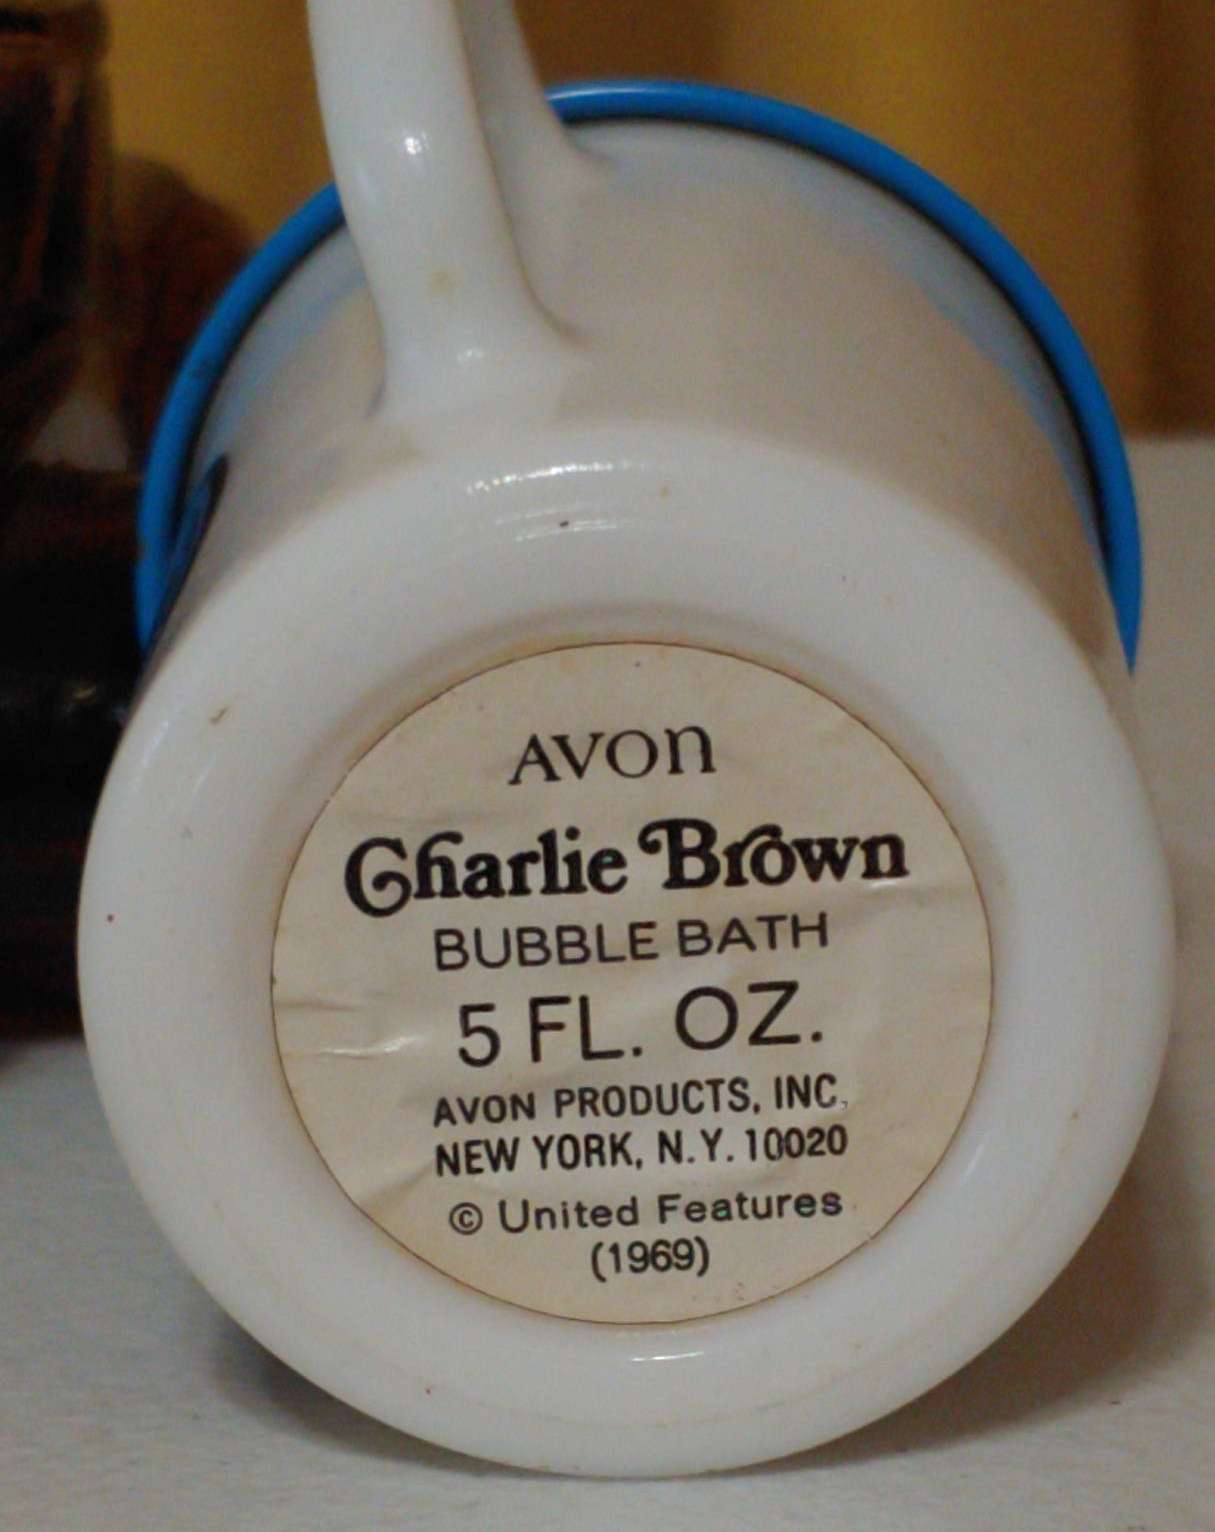 AVON
Charlie Brown
BUBBLE BATH
5 FL. OZ.
AVON PRODUCTS, INC.
NEW YORK, N.Y. 10020
© United Features
(1969)